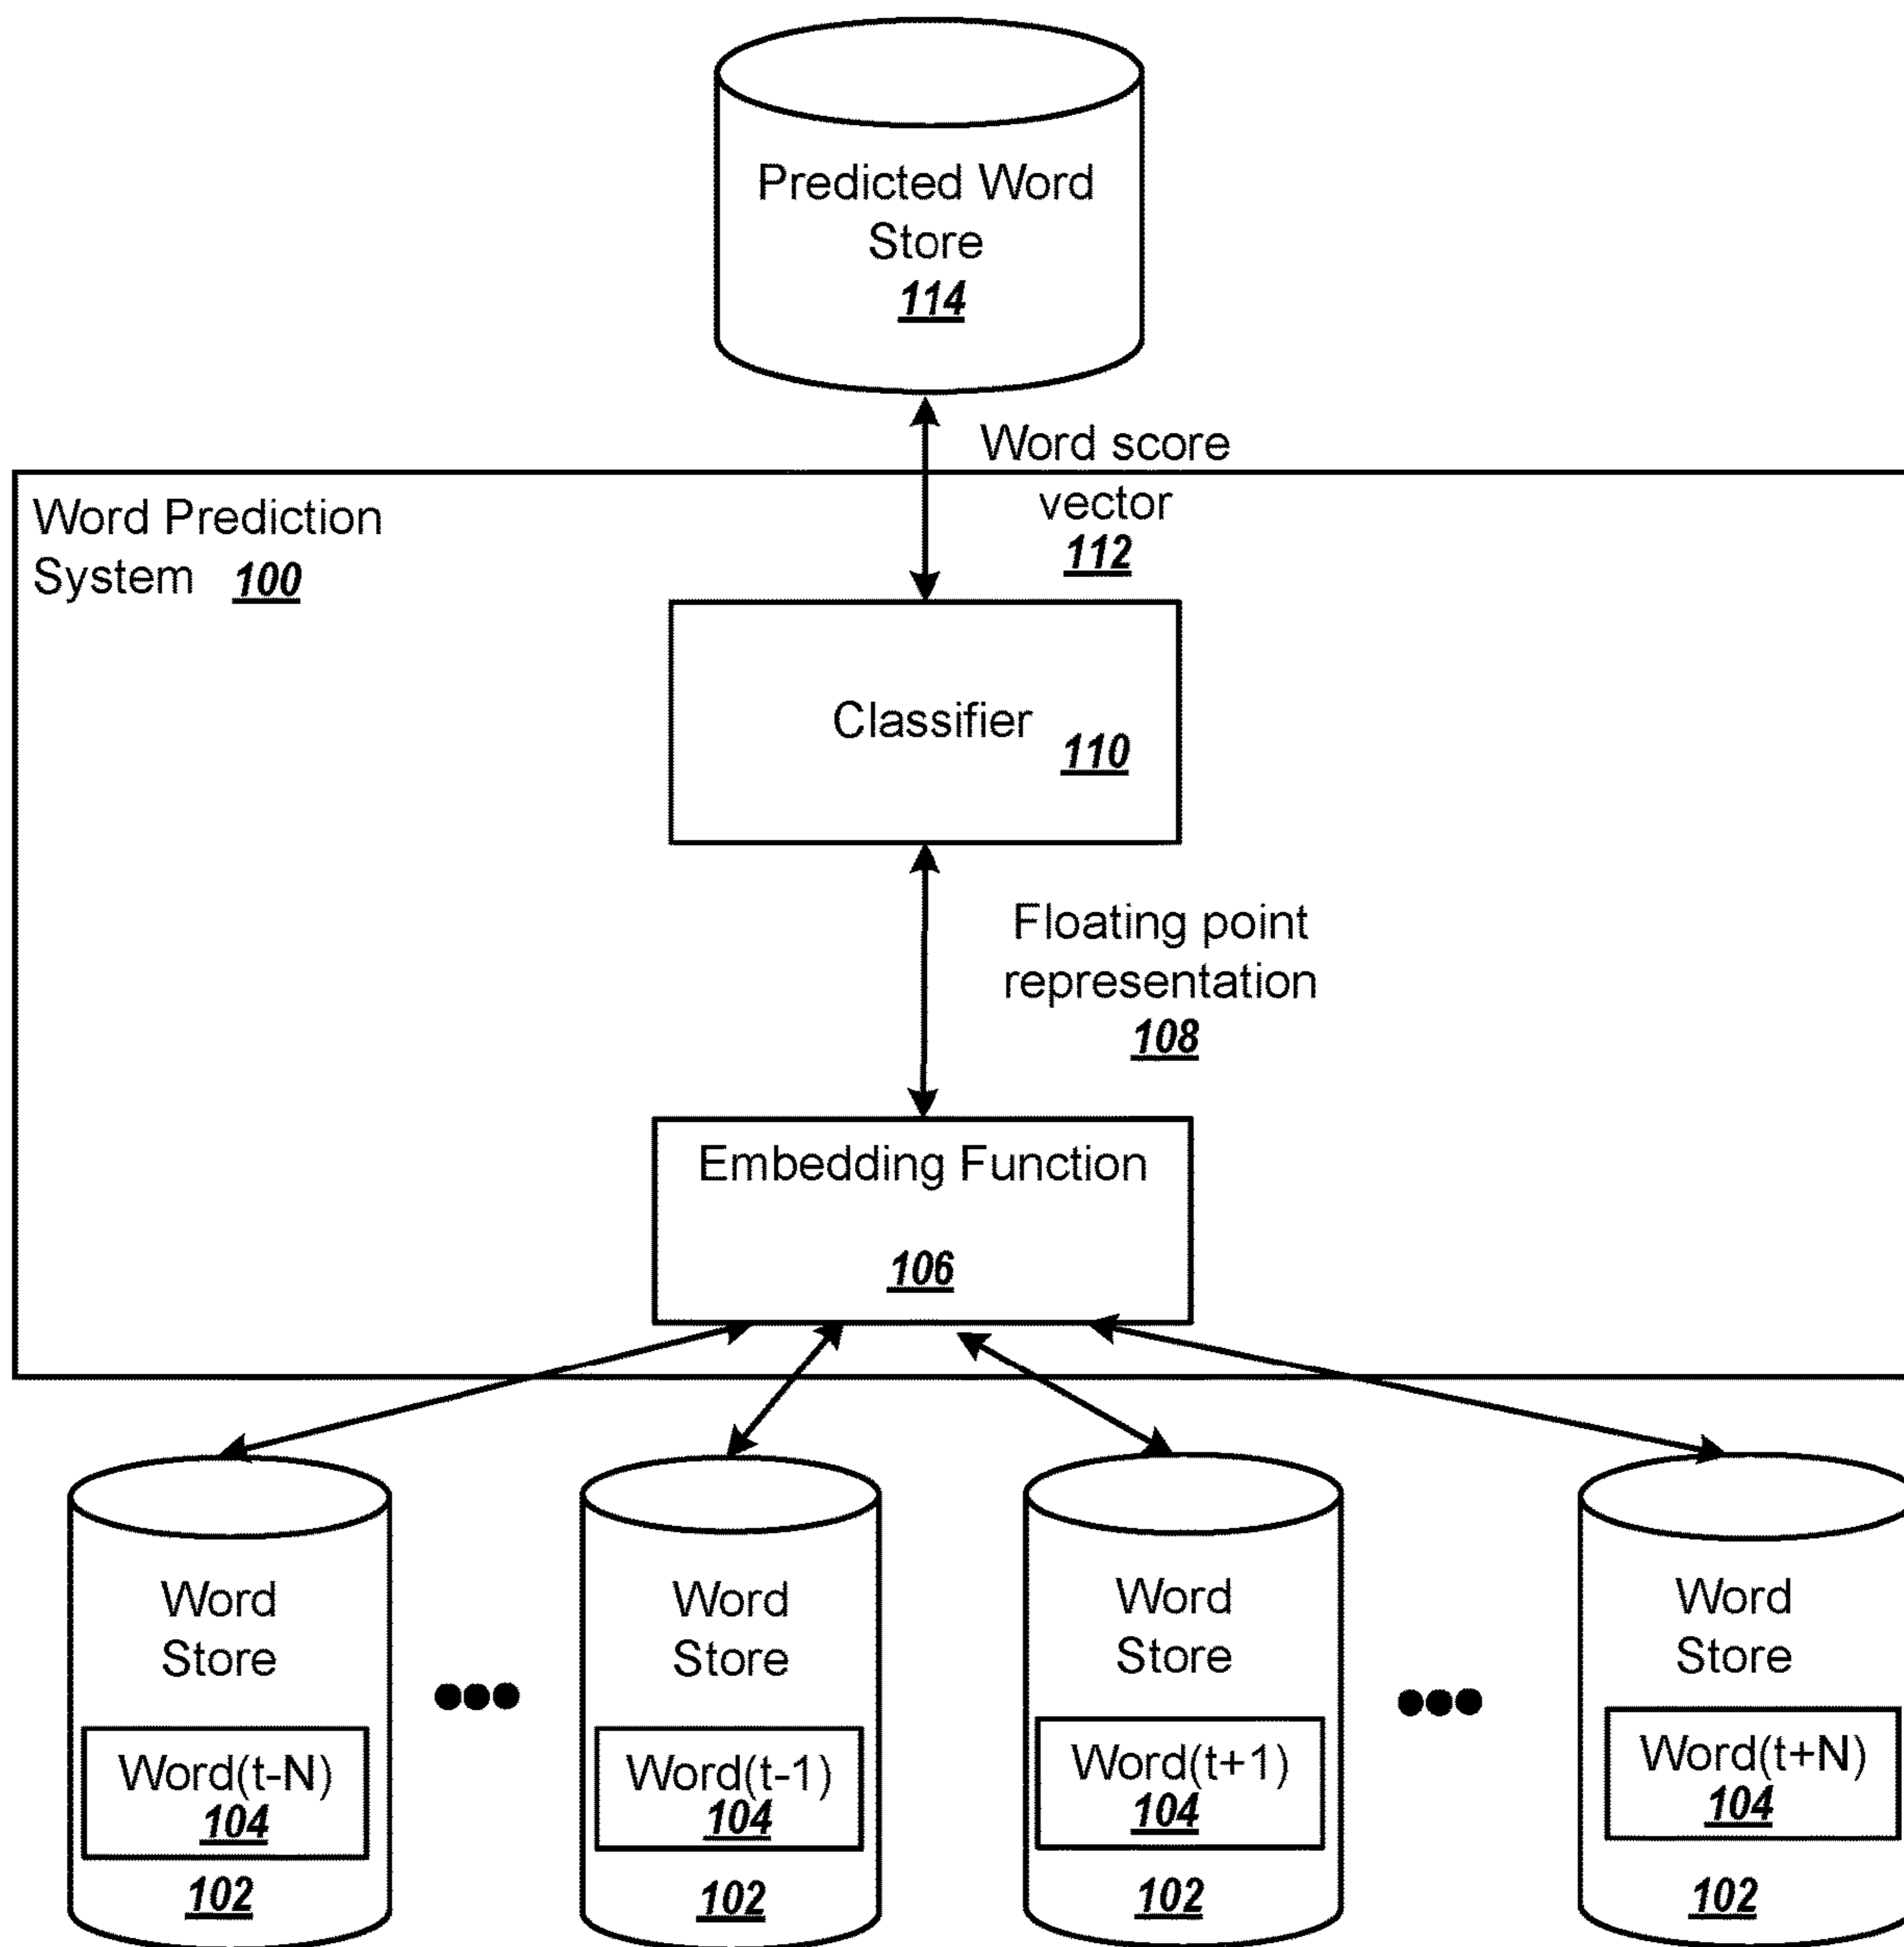 Predicted Word
Store
114
Word score
vector
112
Word Prediction
System 100
Classifier 110
Floating point
representation
108
Embedding Function
106
Word
Store
Word(t-N)
104
102
Word
Store
Word(t-1)
104
102
Word
Store
Word(t+1)
104
102
Word
Store
Word(t+N)
104
102